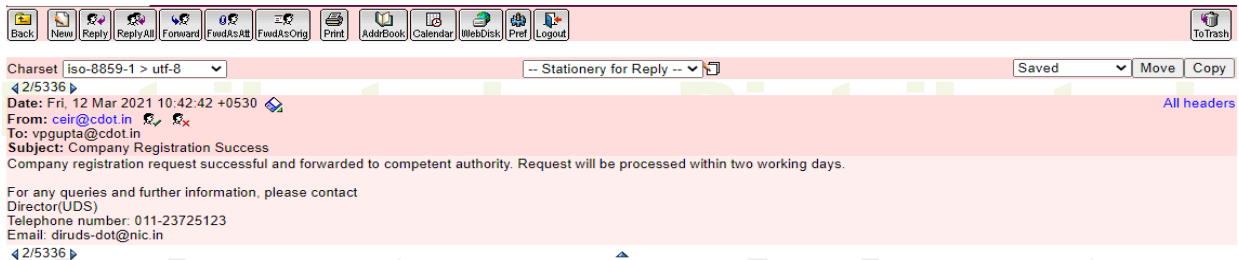 Back New Reply ReplyAll Forward FwdAsAtt FwdAsOrig Print AddrBook Calendar WebDisk Pref Logout ToTrash
Charset iso-8859-1 > utf-8 -- Stationery for Reply -- Saved Move Copy
2/5336
Date: Fri, 12 Mar 2021 10:42:42 +0530 All headers
From: ceir@cdot.in
To: vpgupta@cdot.in
Subject: Company Registration Success
Company registration request successful and forwarded to competent authority. Request will be processed within two working days.
For any queries and further information, please contact
Director(UDS)
Telephone number: 011-23725123
Email: diruds-dot@nic.in
2/5336